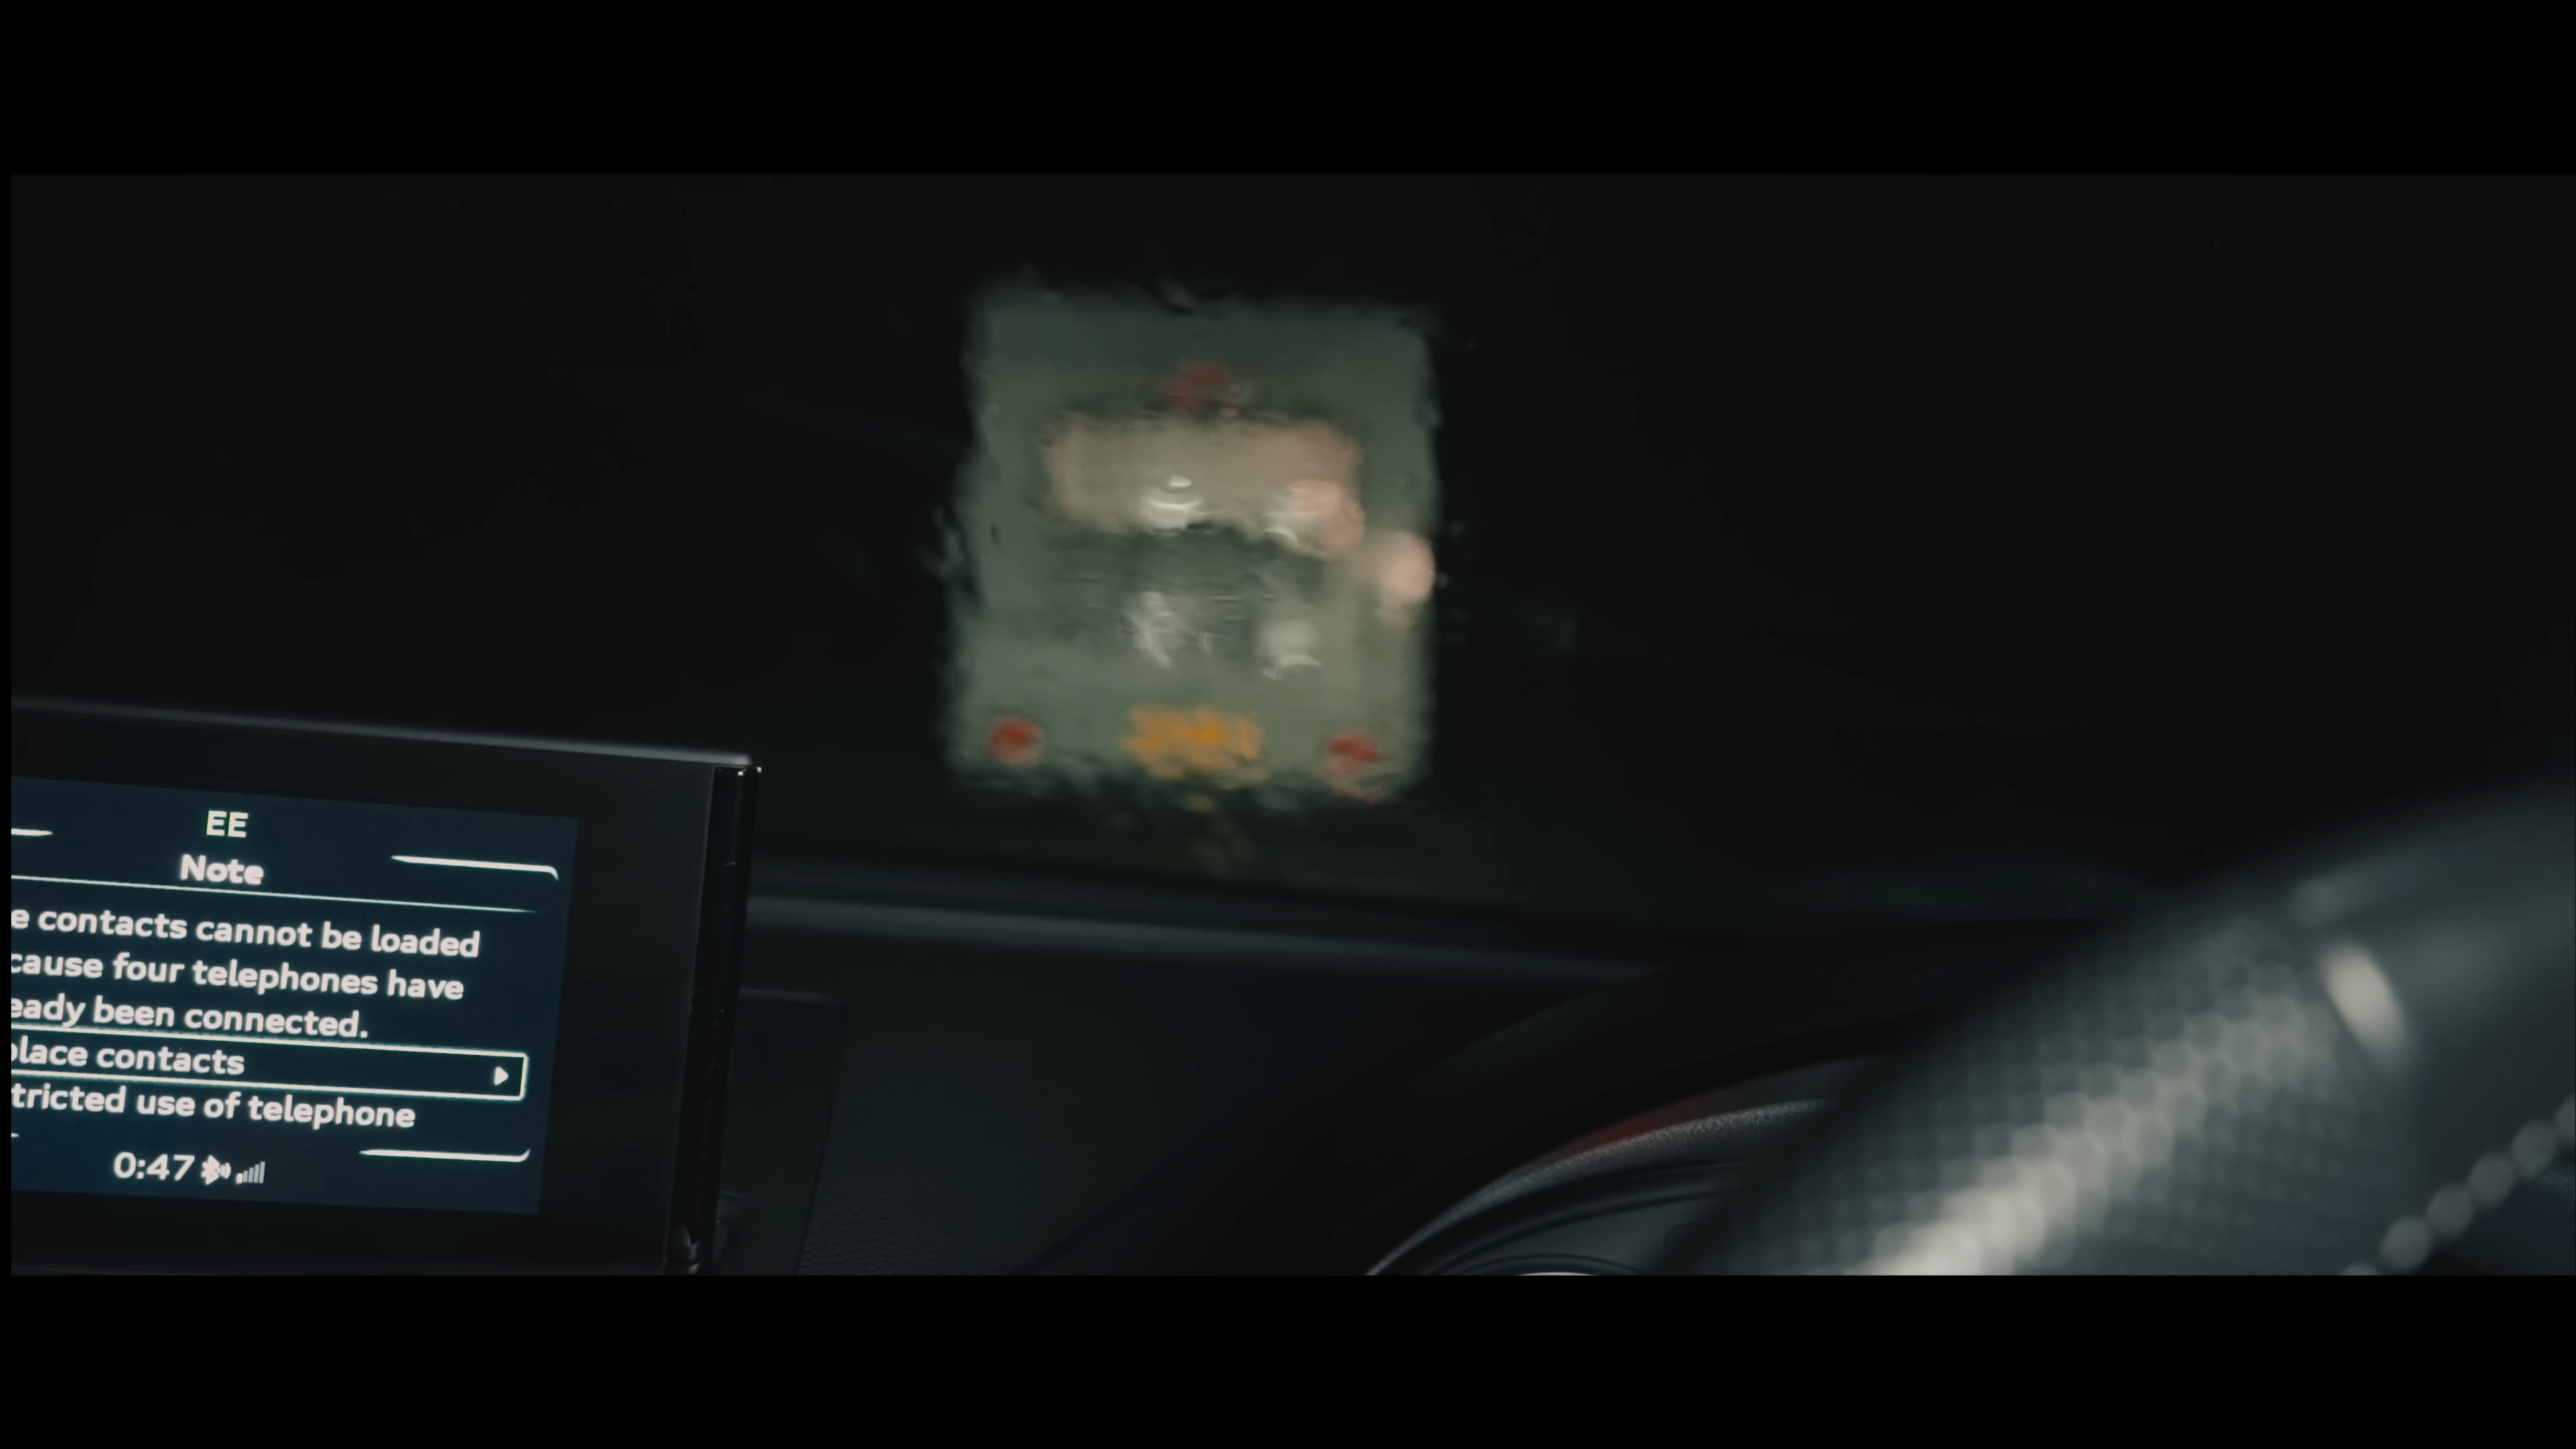 EE
Note
e contacts cannot be loaded
cause four telephones have
eady been connected.
place contacts
tricted use of telephone
0:47